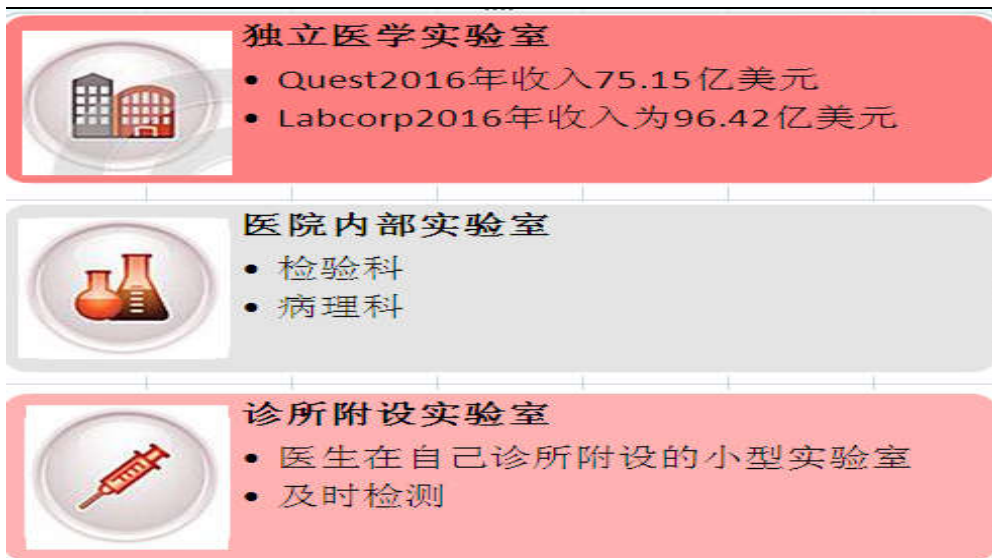 独立医学实验室
• Quest2016年收入75.15亿美元
• Labcorp2016年收入为96.42亿美元
医院内部实验室
• 检验科
• 病理科
诊所附设实验室
• 医生在自己诊所附设的小型实验室
• 及时检测